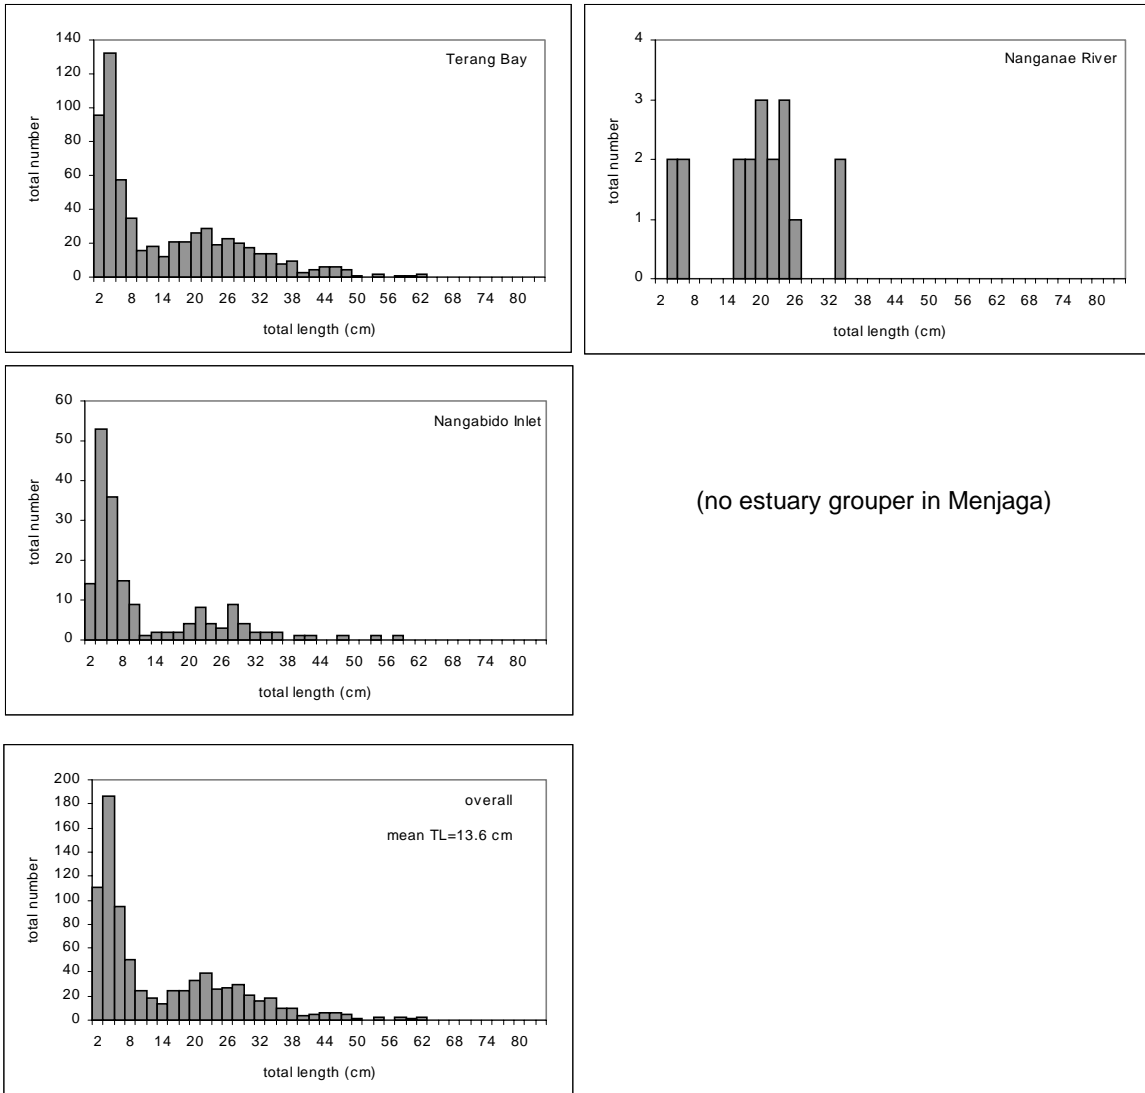 Terang Bay
total number
140
120
100
80
60
40
20
0
2 8 14 20 26 32 38 44 50 56 62 68 74 80
total length (cm)
Nanganae River
total number
4
3
2
1
0
2 8 14 20 26 32 38 44 50 56 62 68 74 80
total length (cm)
Nangabido Inlet
total number
60
50
40
30
20
10
0
2 8 14 20 26 32 38 44 50 56 62 68 74 80
total length (cm)
(no estuary grouper in Menjaga)
overall
mean TL=13.6 cm
total number
200
180
160
140
120
100
80
60
40
20
0
2 8 14 20 26 32 38 44 50 56 62 68 74 80
total length (cm)